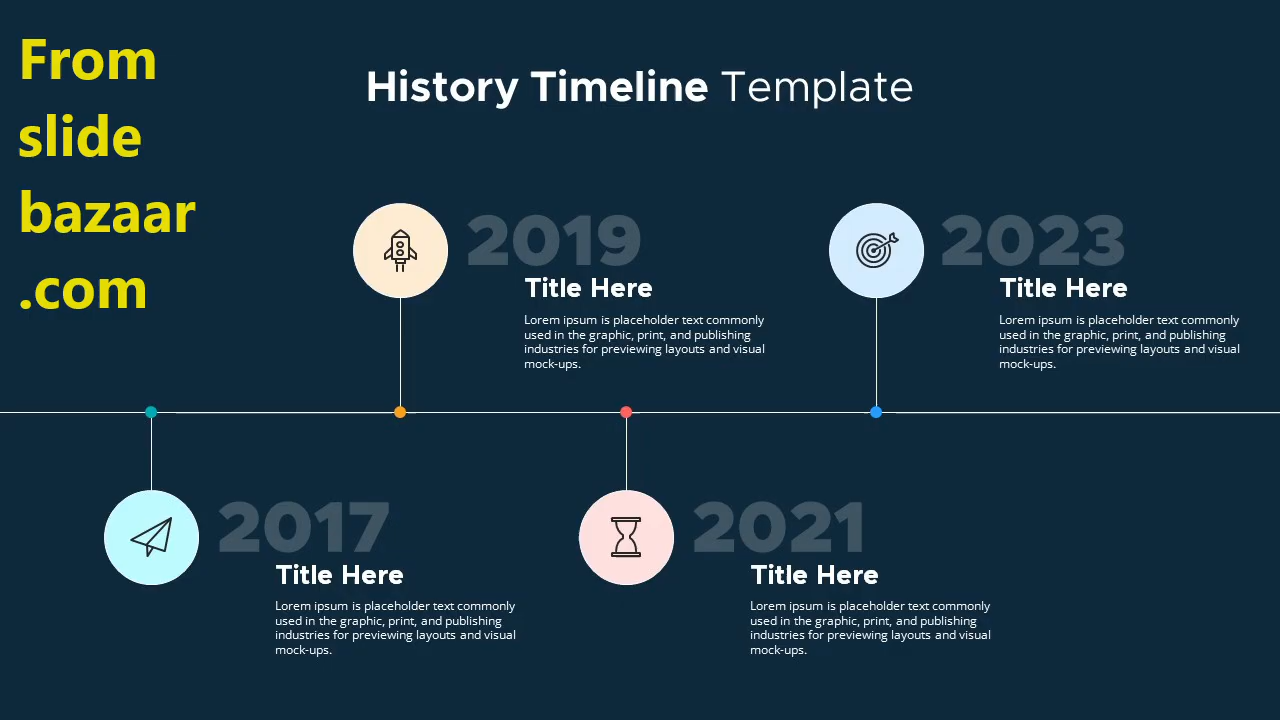 From
slide
bazaar
.com
History Timeline Template
2019
Title Here
Lorem ipsum is placeholder text commonly
used in the graphic, print, and publishing
industries for previewing layouts and visual
mock-ups.
2023
Title Here
Lorem ipsum is placeholder text commonly
used in the graphic, print, and publishing
industries for previewing layouts and visual
mock-ups.
2017
Title Here
Lorem ipsum is placeholder text commonly
used in the graphic, print, and publishing
industries for previewing layouts and visual
mock-ups.
2021
Title Here
Lorem ipsum is placeholder text commonly
used in the graphic, print, and publishing
industries for previewing layouts and visual
mock-ups.